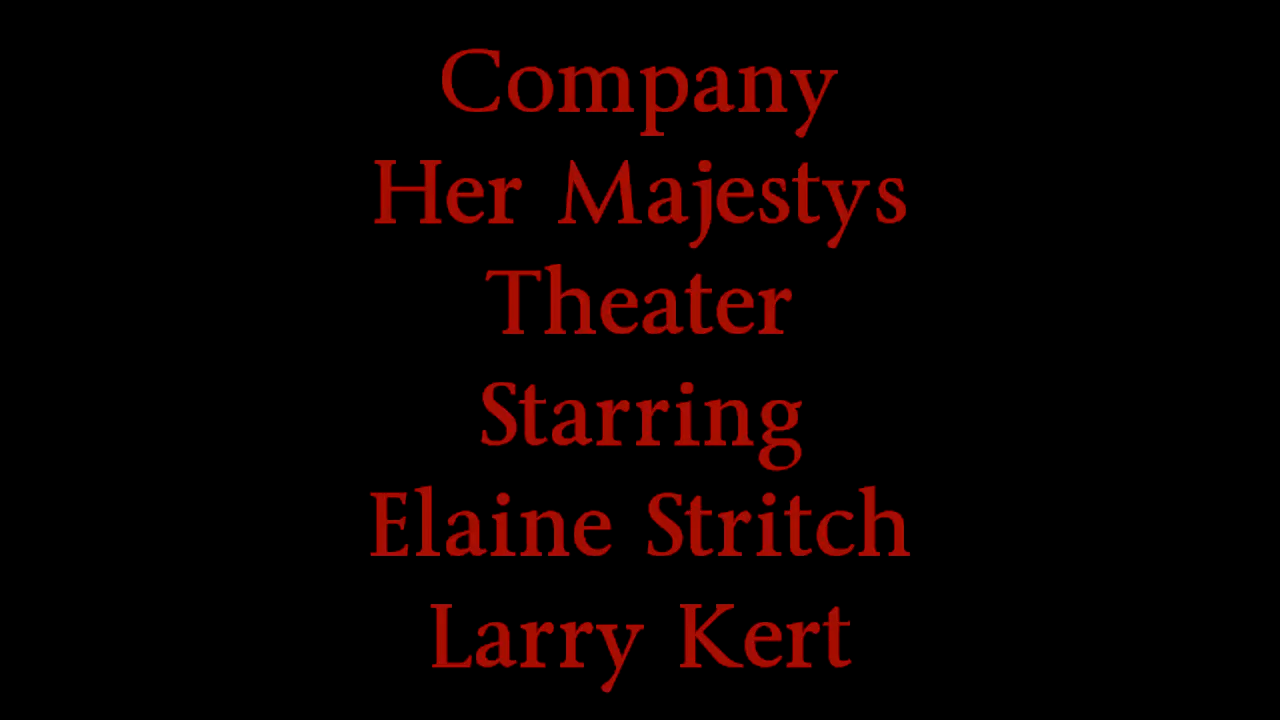 Company
Her Majestys
Theater
Starring
Elaine Stritch
Larry Kert